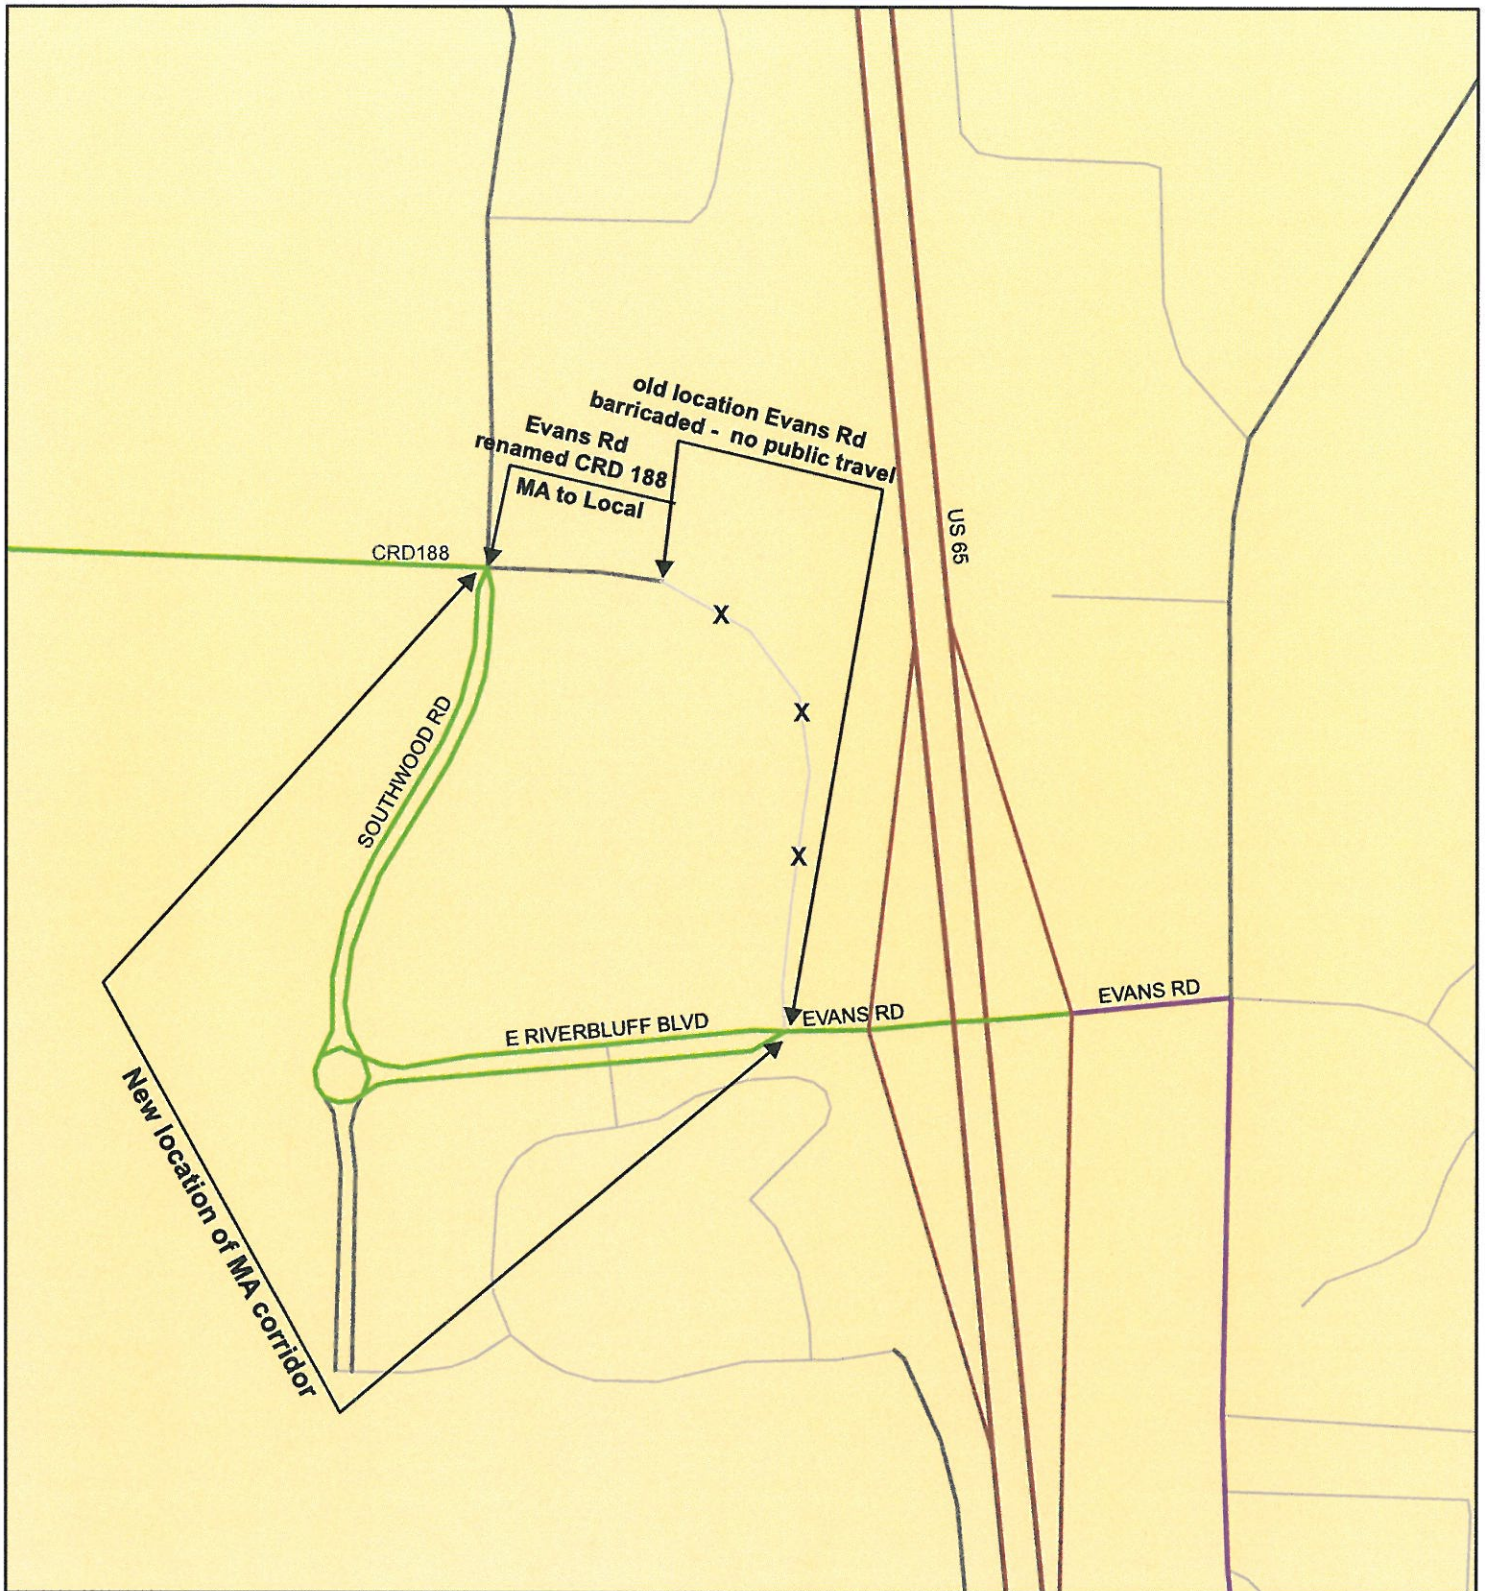 old location Evans Rd
barricaded - no public travel
Evans Rd
renamed CRD 188
MA to Local
US 65
CRD188
X
X
SOUTHWOOD RD
X
EVANS RD
EVANS RD
E RIVERBLUFF BLVD
New location of MA corridor